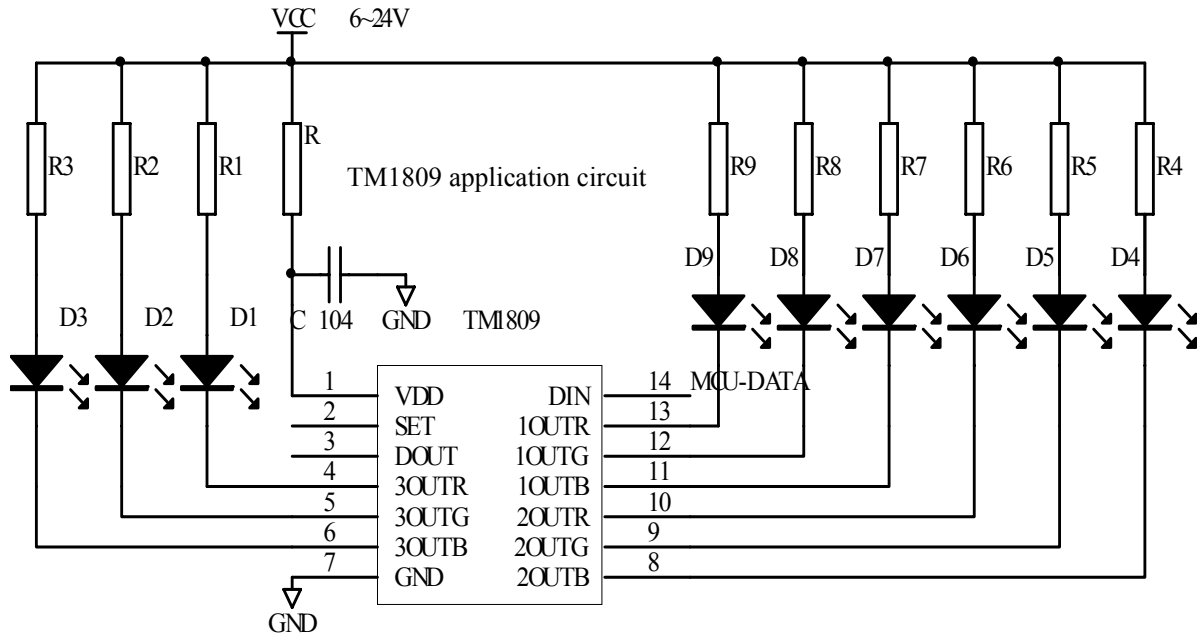 VCC 6~24V
R3 R2 R1 R R9 R8 R7 R6 R5 R4
TM1809 application circuit
D9 D8 D7 D6 D5 D4
D3 D2 D1 C 104 GND TM1809
1 VDD DIN 14 MCU-DATA
2 SET 1OUTR 13
3 DOUT 1OUTG 12
4 3OUTR 1OUTB 11
5 3OUTG 2OUTR 10
6 3OUTB 2OUTG 9
7 GND 2OUTB 8
GND